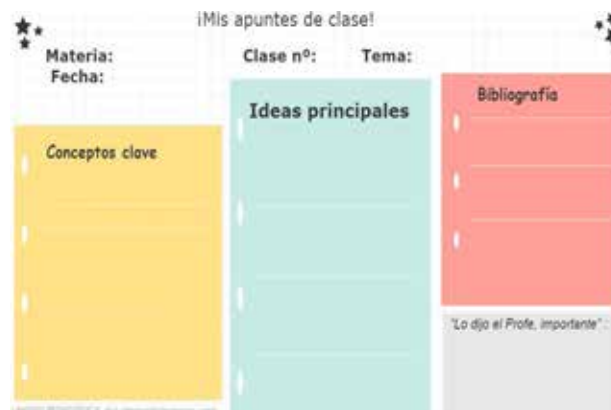 ¡Mis apuntes de clase!
Materia:
Clase nº:
Tema:
Fecha:
Conceptos clave
Ideas principales
Bibliografía
"Lo dijo el Profe, importante" :